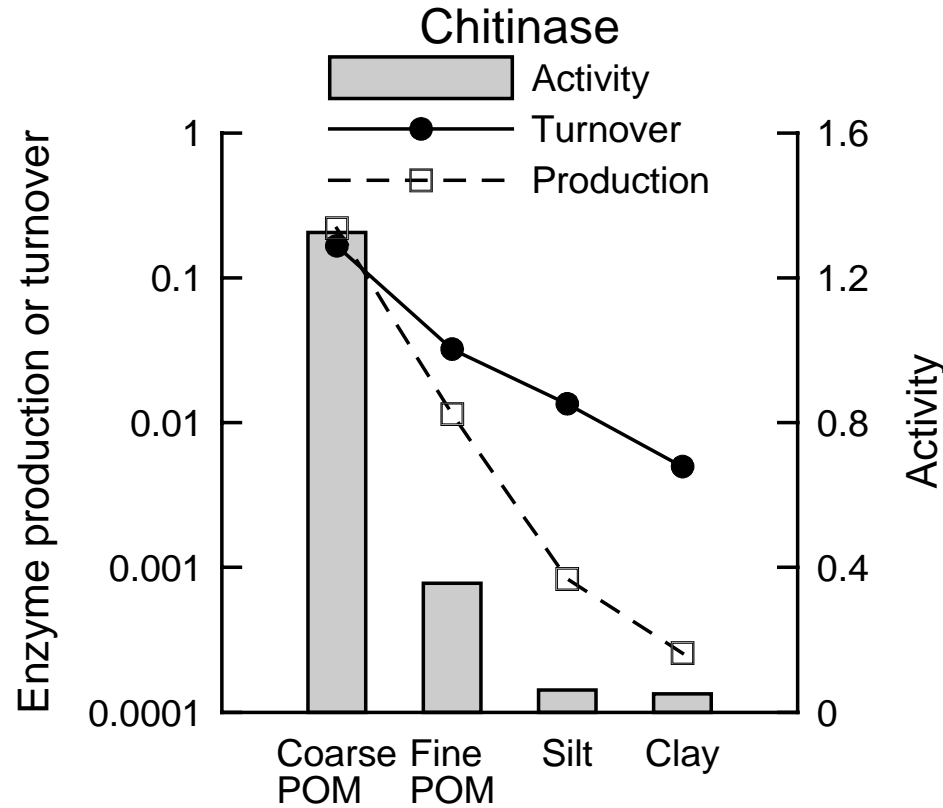 Chitinase
Activity
Turnover
Production
Enzyme production or turnover
1
0.1
0.01
0.001
0.0001
1.6
1.2
0.8
0.4
0
Activity
Coarse POM
Fine POM
Silt
Clay